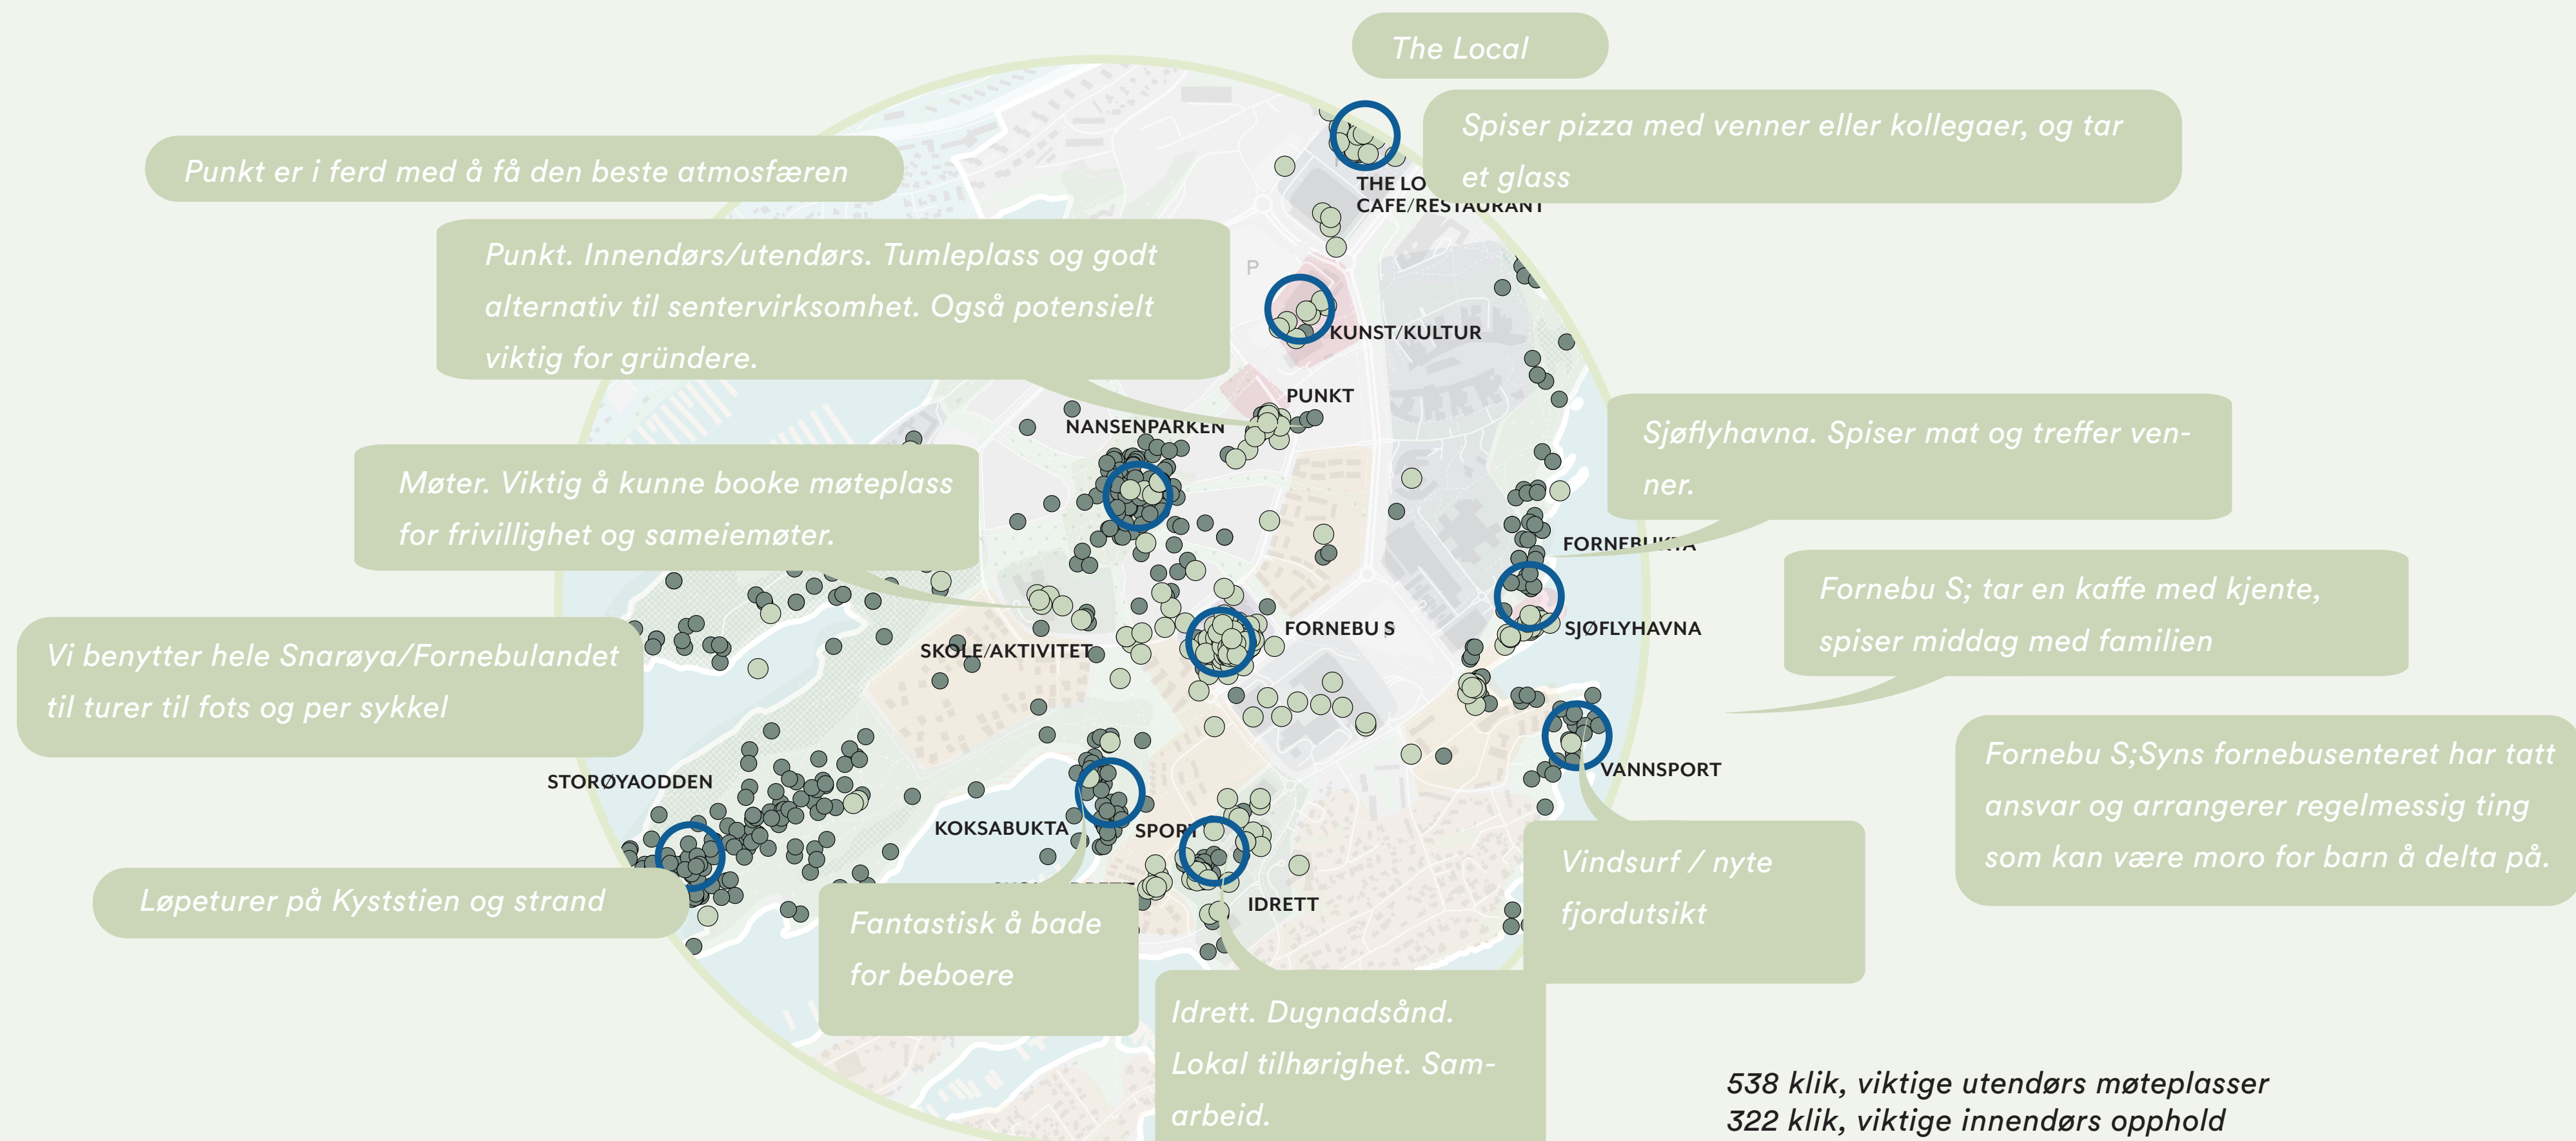 The Local
Spiser pizza med venner eller kollegaer, og tar
et glass
Punkt er i ferd med å få den beste atmosfæren
THE LO
CAFE/RESTAURANT
Punkt. Innendørs/utendørs. Tumleplass og godt
alternativ til sentervirksomhet. Også potensielt
viktig for gründere.
P
KUNST/KULTUR
PUNKT
NANSENPARKEN
Sjøflyhavna. Spiser mat og treffer ven-
ner.
Møter. Viktig å kunne booke møteplass
for frivillighet og sameiemøter.
FORNEBUKTA
Fornebu S; tar en kaffe med kjente,
spiser middag med familien
FORNEBU S
SJØFLYHAVNA
SKOLE/AKTIVITET
Vi benytter hele Snarøya/Fornebulandet
til turer til fots og per sykkel
Fornebu S;Syns fornebusenteret har tatt
ansvar og arrangerer regelmessig ting
som kan være moro for barn å delta på.
VANNSPORT
STORØYAODDEN
KOKSABUKTA
SPORT
Vindsurf / nyte
fjordutsikt
Løpeturer på Kyststien og strand
IDRETT
Fantastisk å bade
for beboere
Idrett. Dugnadsånd.
Lokal tilhørighet. Sam-
arbeid.
538 klik, viktige utendørs møteplasser
322 klik, viktige innendørs opphold